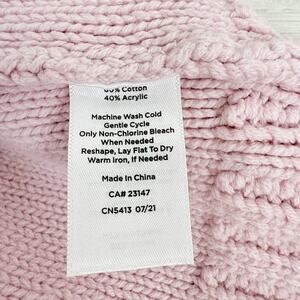 60% Cotton
40% Acrylic
Machine Wash Cold
Gentle Cycle
Only Non-Chlorine Bleach
When Needed
Reshape, Lay Flat To Dry
Warm Iron, If Needed
Made In China
CA# 23147
CN5413 07/21